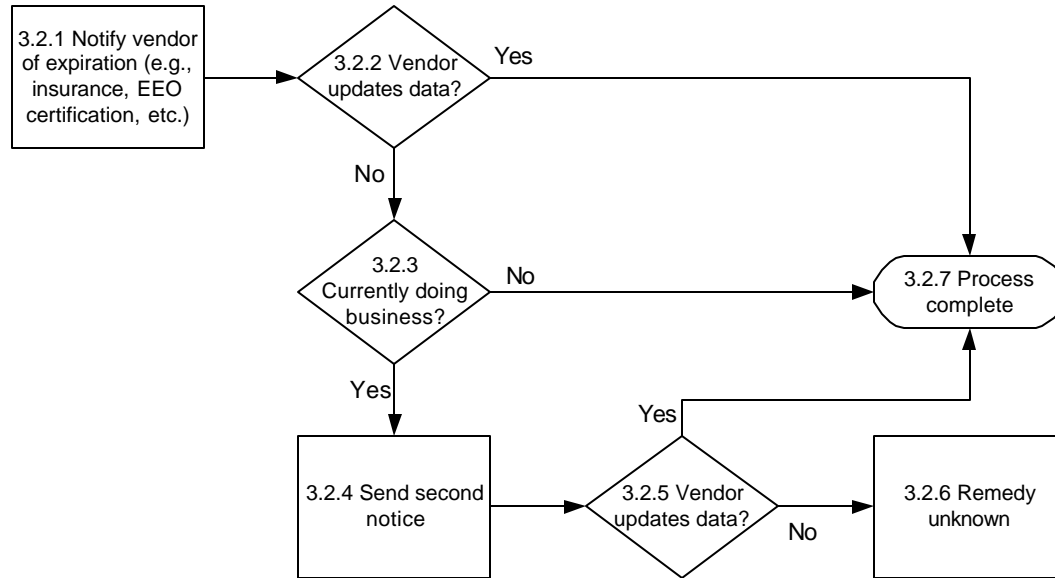 3.2.1 Notify vendor
of expiration (e.g.,
insurance, EEO
certification, etc.)
3.2.2 Vendor
updates data?
Yes
No
3.2.3
Currently doing
business?
No
3.2.7 Process
complete
Yes
3.2.4 Send second
notice
3.2.5 Vendor
updates data?
Yes
No
3.2.6 Remedy
unknown